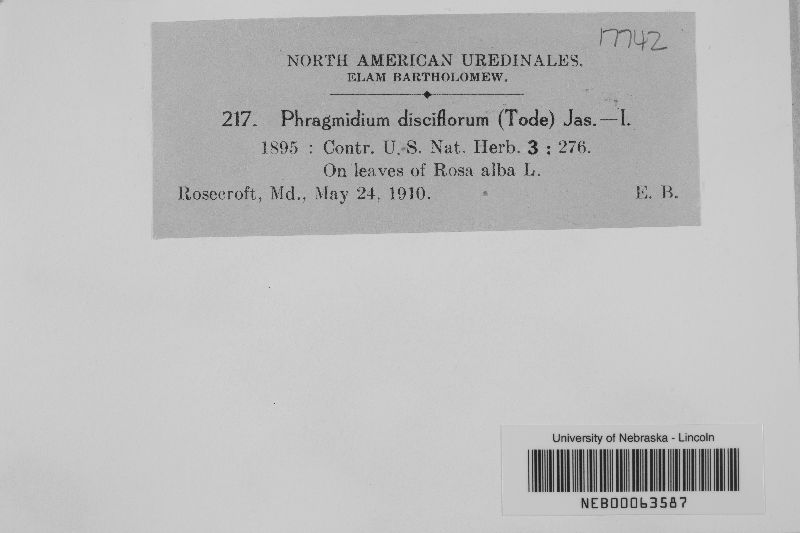 17742
NORTH AMERICAN UREDINALES.
ELAM BARTHOLOMEW.
217. Phragmidium disciflorum (Tode) Jas.—I.
1895 : Contr. U. S. Nat. Herb. 3 : 276.
On leaves of Rosa alba L.
Rosecroft, Md., May 24, 1910. E. B.
University of Nebraska - Lincoln
NEB00063587